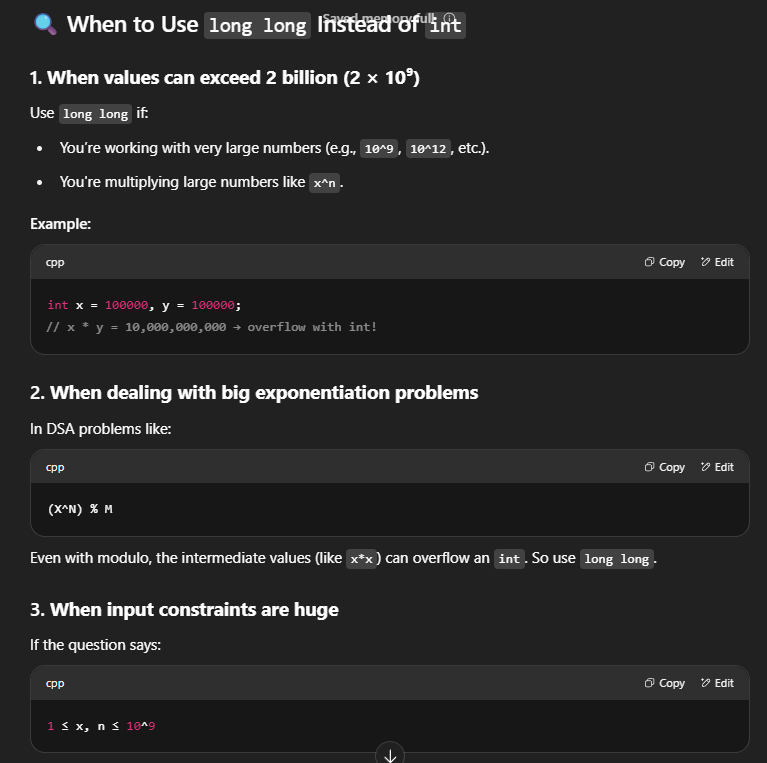 🔍 When to Use long long Instead of int
Saved memory full
1. When values can exceed 2 billion (2 × 10⁹)
Use long long if:
• You're working with very large numbers (e.g., 10^9, 10^12, etc.).
• You're multiplying large numbers like x^n.
Example:
cpp Copy Edit
int x = 100000, y = 100000;
// x * y = 10,000,000,000 → overflow with int!
2. When dealing with big exponentiation problems
In DSA problems like:
cpp Copy Edit
(X^N) % M
Even with modulo, the intermediate values (like x*x) can overflow an int. So use long long.
3. When input constraints are huge
If the question says:
cpp Copy Edit
1 ≤ x, n ≤ 10^9